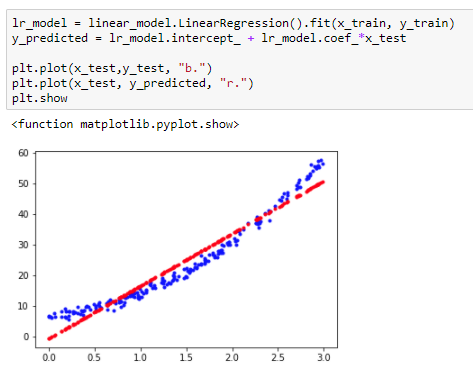 lr_model = linear_model.LinearRegression().fit(x_train, y_train)
y_predicted = lr_model.intercept_ + lr_model.coef_*x_test
plt.plot(x_test,y_test, "b.")
plt.plot(x_test, y_predicted, "r.")
plt.show
<function matplotlib.pyplot.show>
60
50
40
30
20
10
0
0.0 0.5 1.0 1.5 2.0 2.5 3.0